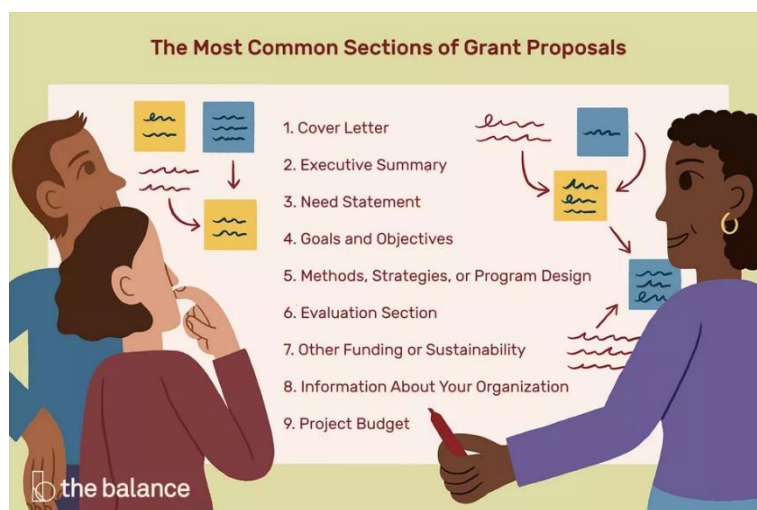 The Most Common Sections of Grant Proposals
1. Cover Letter
2. Executive Summary
3. Need Statement
4. Goals and Objectives
5. Methods, Strategies, or Program Design
6. Evaluation Section
7. Other Funding or Sustainability
8. Information About Your Organization
9. Project Budget
the balance